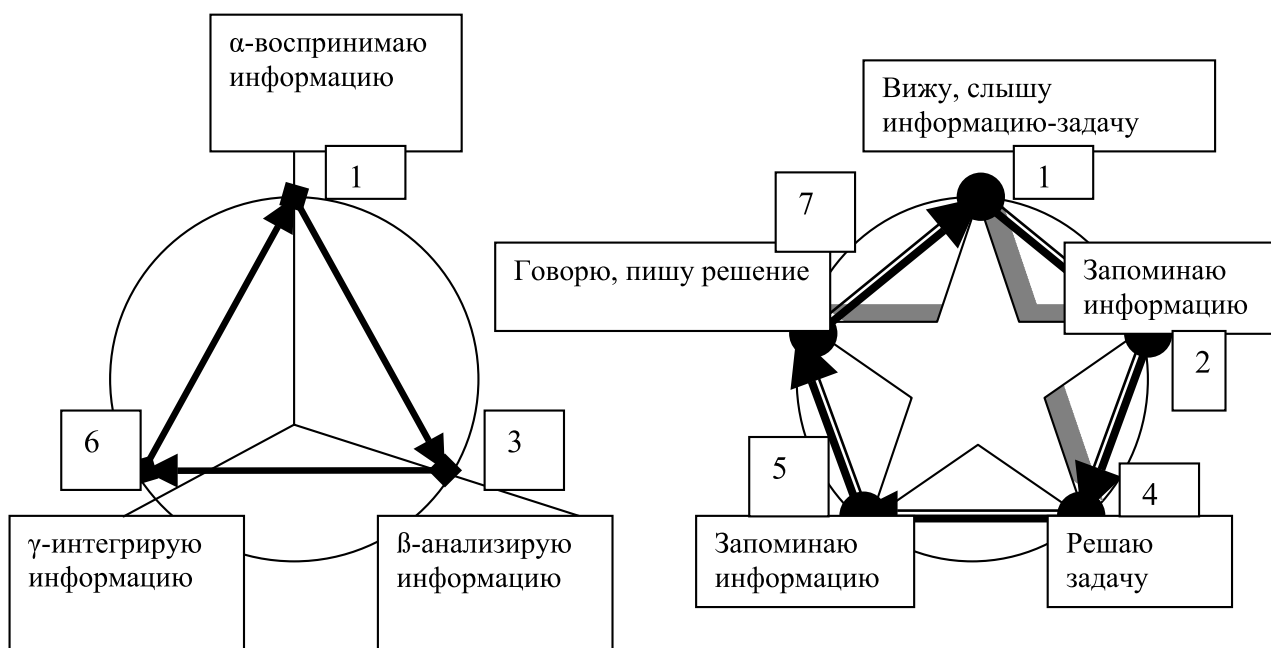 α-воспринимаю
информацию
1
6
3
γ-интегрирую
информацию
ß-анализирую
информацию
Вижу, слышу
информацию-задачу
1
7
Говорю, пишу решение
Запоминаю
информацию
2
5
4
Запоминаю
информацию
Решаю
задачу